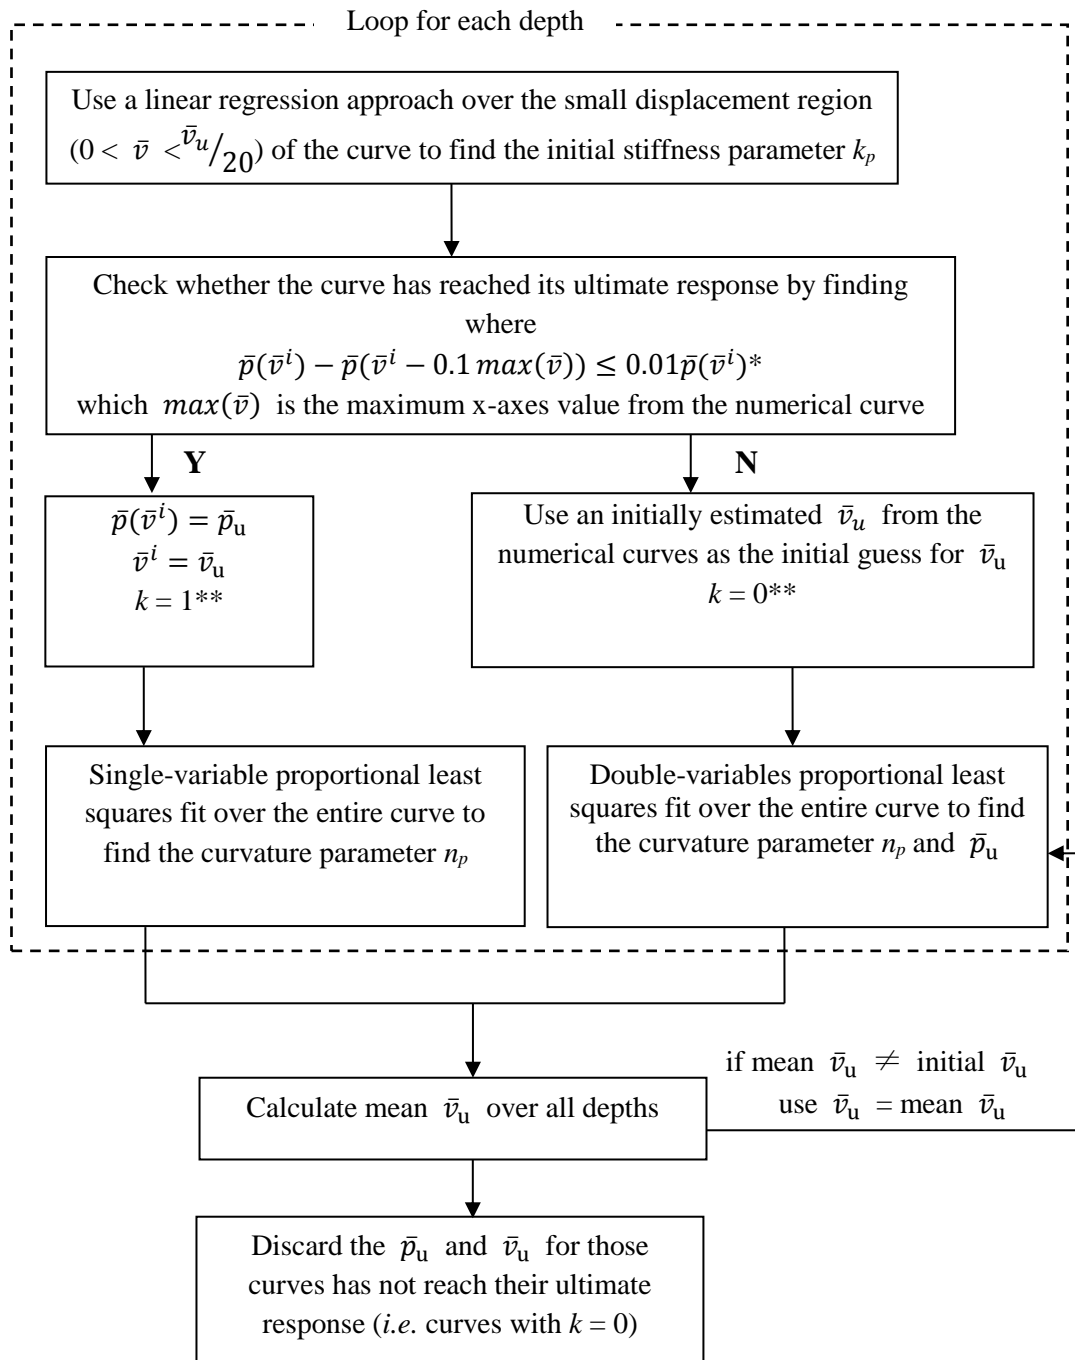 Loop for each depth
Use a linear regression approach over the small displacement region
(0 < v̄ < v̄ᵤ/20) of the curve to find the initial stiffness parameter kₚ
Check whether the curve has reached its ultimate response by finding
where
p̄(v̄ⁱ) − p̄(v̄ⁱ − 0.1 max(v̄)) ≤ 0.01p̄(v̄ⁱ)*
which max(v̄) is the maximum x-axes value from the numerical curve
Y
N
p̄(v̄ⁱ) = p̄ᵤ
v̄ⁱ = v̄ᵤ
k = 1**
Use an initially estimated v̄ᵤ from the
numerical curves as the initial guess for v̄ᵤ
k = 0**
Single-variable proportional least
squares fit over the entire curve to
find the curvature parameter nₚ
Double-variables proportional least
squares fit over the entire curve to find
the curvature parameter nₚ and p̄ᵤ
if mean v̄ᵤ ≠ initial v̄ᵤ
use v̄ᵤ = mean v̄ᵤ
Calculate mean v̄ᵤ over all depths
Discard the p̄ᵤ and v̄ᵤ for those
curves has not reach their ultimate
response (i.e. curves with k = 0)